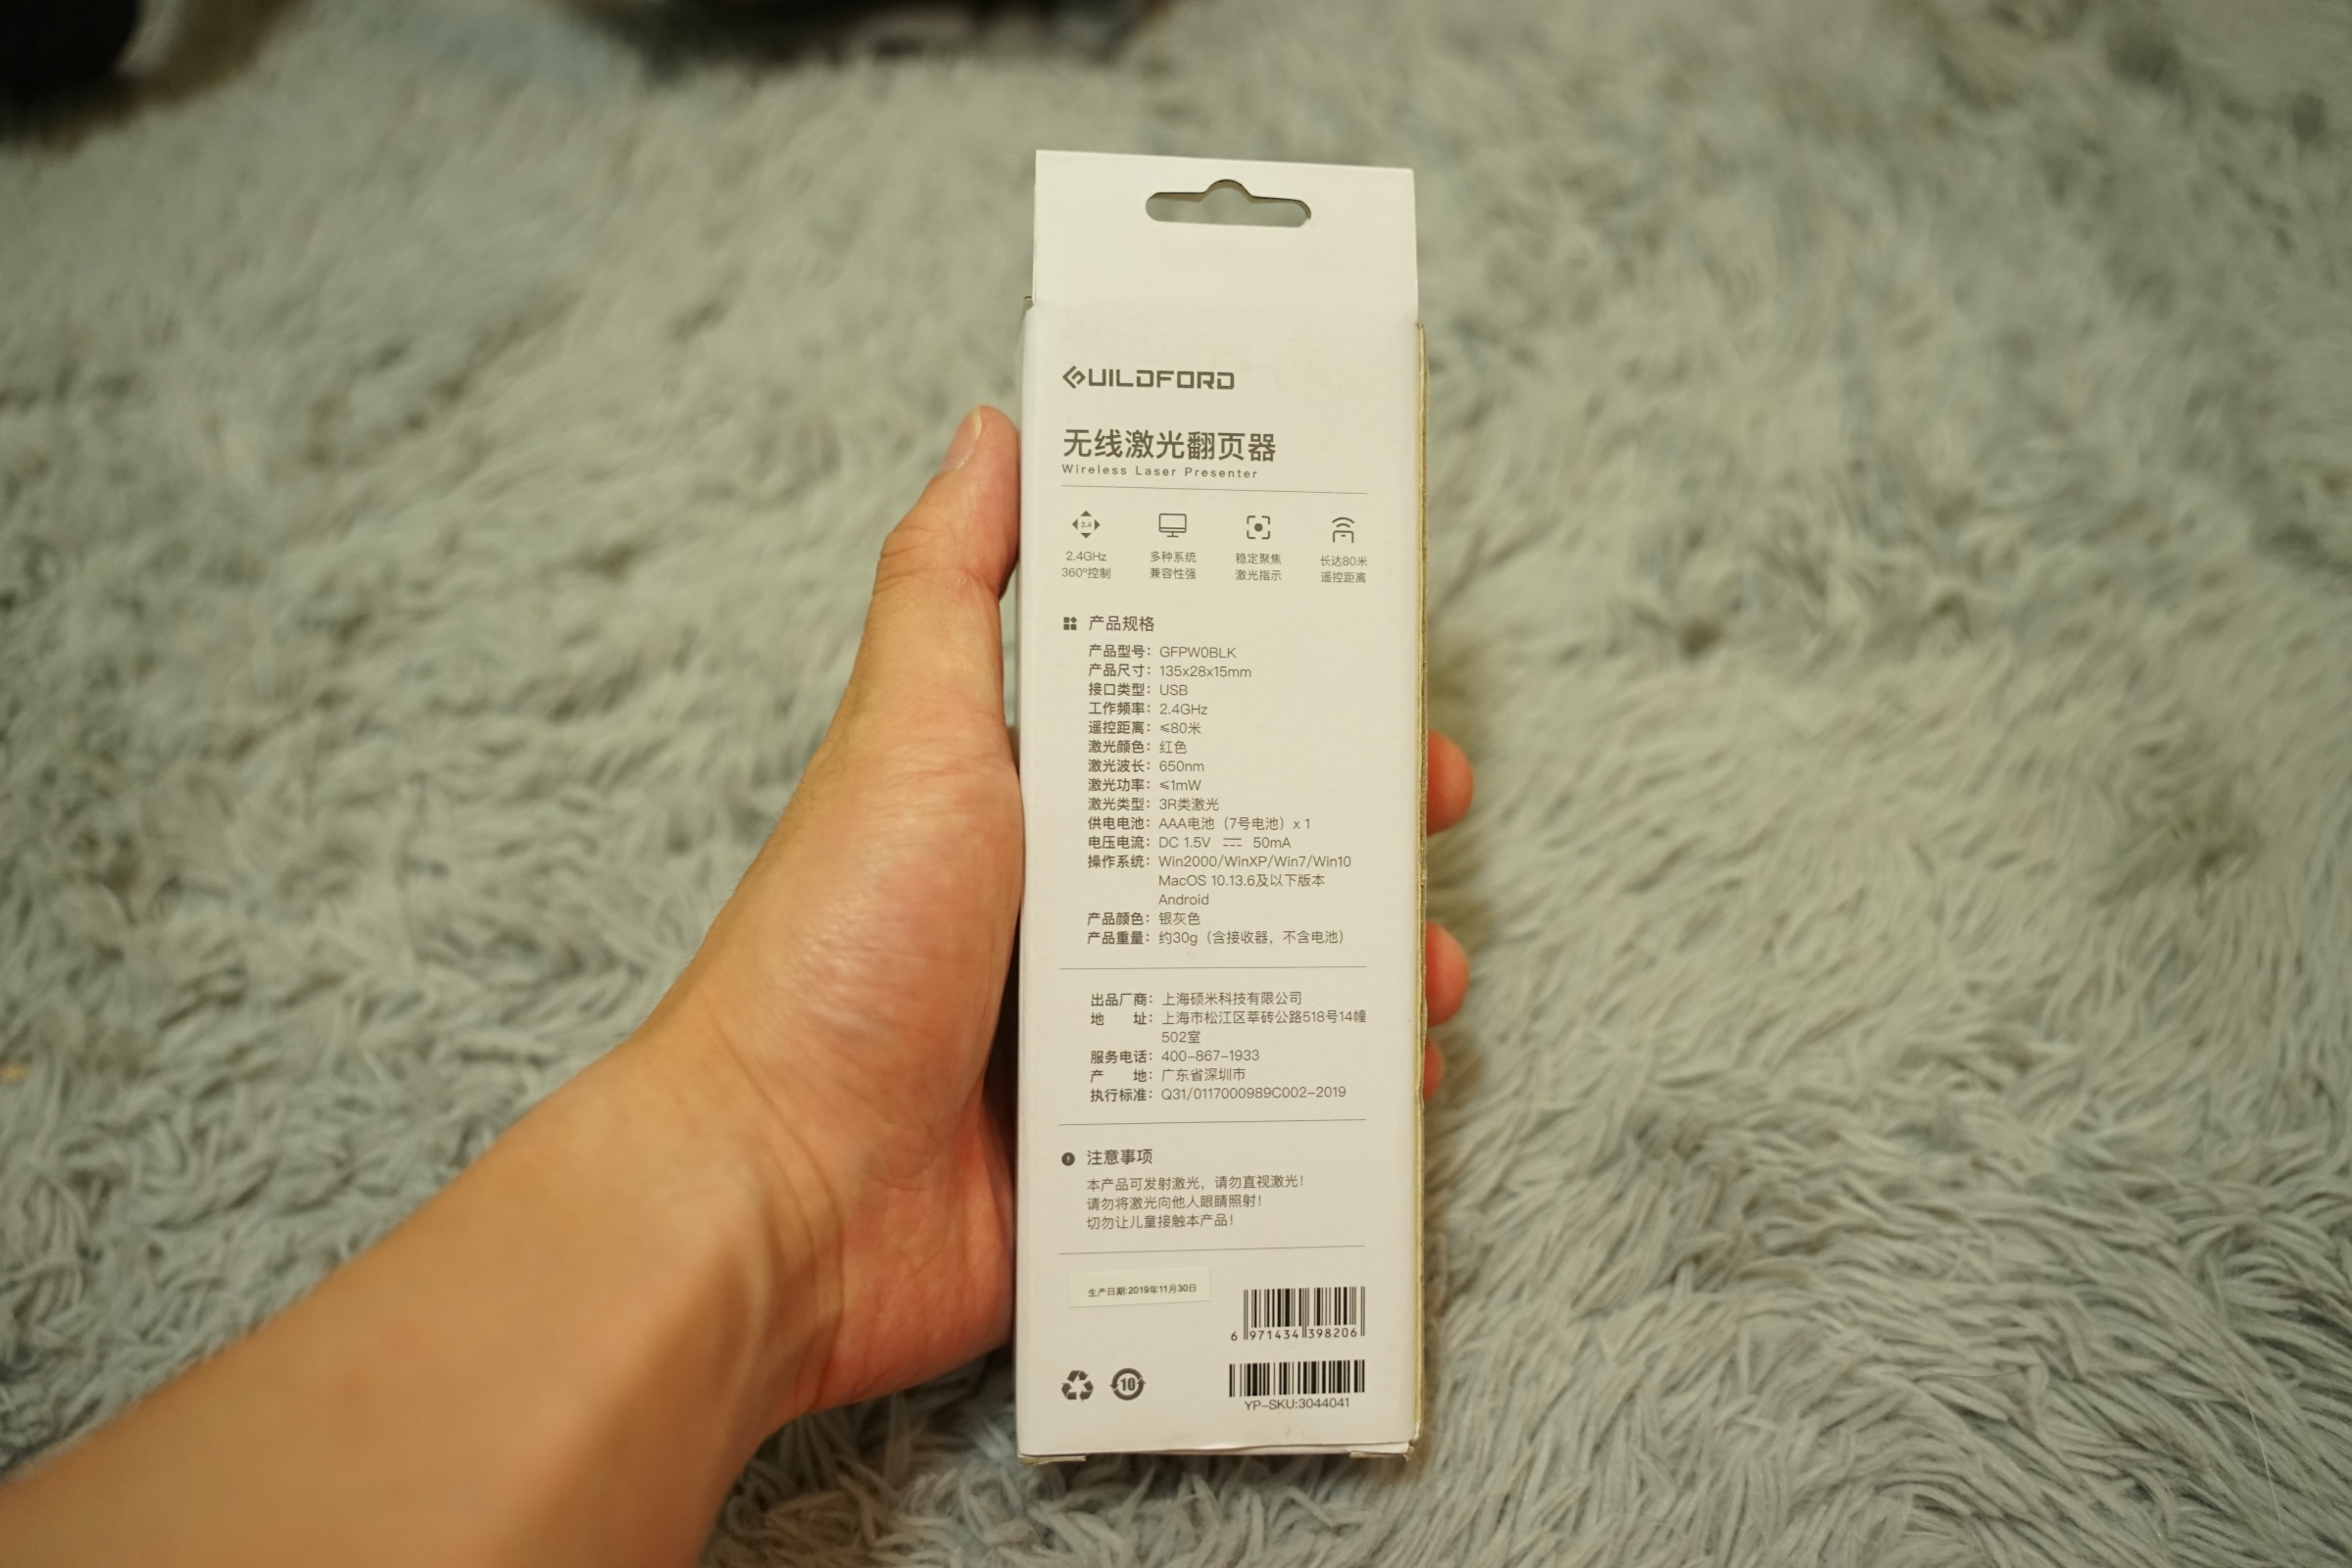 GUILDFORD
无线激光翻页器
Wireless Laser Presenter
2.4
2.4GHz
360°控制
多种系统
兼容性强
稳定聚焦
激光指示
长达80米
遥控距离
产品规格
产品型号：GFPW0BLK
产品尺寸：135x28x15mm
接口类型：USB
工作频率：2.4GHz
遥控距离：≤80米
激光颜色：红色
激光波长：650nm
激光功率：≤1mW
激光类型：3R类激光
供电电池：AAA电池（7号电池）x 1
电压电流：DC 1.5V ⎓ 50mA
操作系统：Win2000/WinXP/Win7/Win10
MacOS 10.13.6及以下版本
Android
产品颜色：银灰色
产品重量：约30g（含接收器，不含电池）
出品厂商：上海硕米科技有限公司
地 址：上海市松江区莘砖公路518号14幢
502室
服务电话：400-867-1933
产 地：广东省深圳市
执行标准：Q31/0117000989C002-2019
注意事项
本产品可发射激光，请勿直视激光！
请勿将激光向他人眼睛照射！
切勿让儿童接触本产品！
生产日期:2019年11月30日
6 971434 398206
10
YP-SKU:3044041